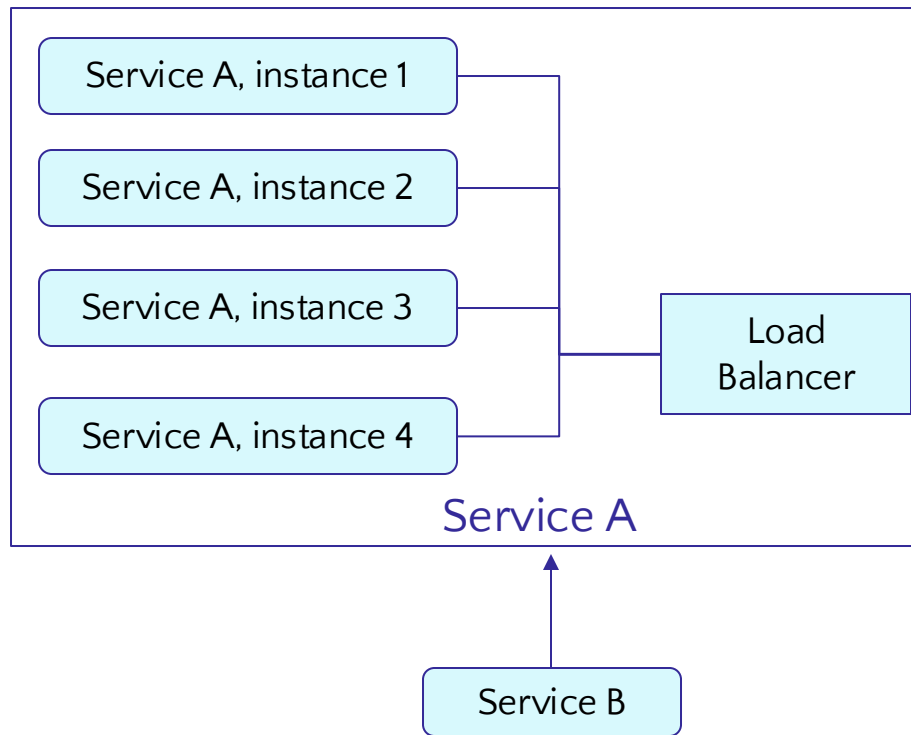 Service A, instance 1
Service A, instance 2
Service A, instance 3
Service A, instance 4
Load
Balancer
Service A
Service B